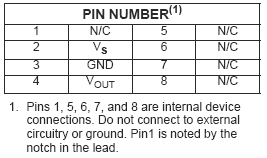 PIN NUMBER(1)
1 N/C 5 N/C
2 VS 6 N/C
3 GND 7 N/C
4 VOUT 8 N/C
1. Pins 1, 5, 6, 7, and 8 are internal device
connections. Do not connect to external
circuitry or ground. Pin1 is noted by the
notch in the lead.